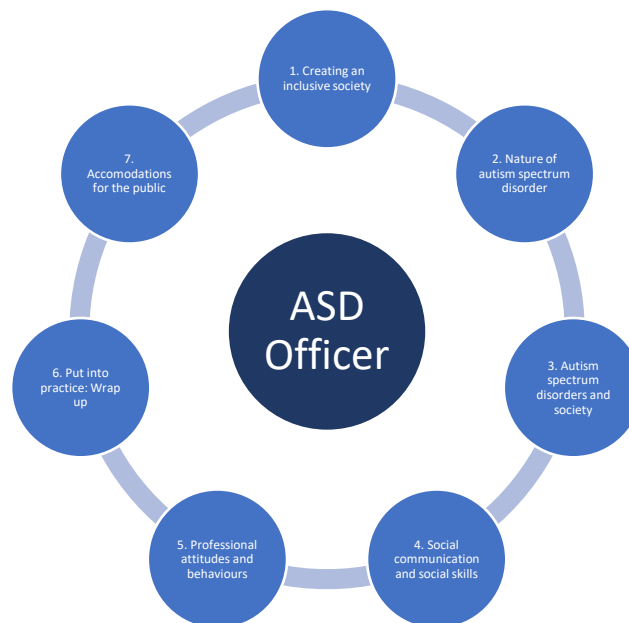 1. Creating an
inclusive society
2. Nature of
autism spectrum
disorder
3. Autism
spectrum
disorders and
society
4. Social
communication
and social skills
5. Professional
attitudes and
behaviours
6. Put into
practice: Wrap
up
7.
Accomodations
for the public
ASD
Officer